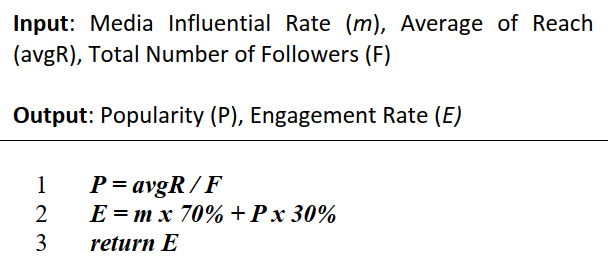 Input: Media Influential Rate (m), Average of Reach
(avgR), Total Number of Followers (F)
Output: Popularity (P), Engagement Rate (E)
1 P = avgR / F
2 E = m x 70% + P x 30%
3 return E